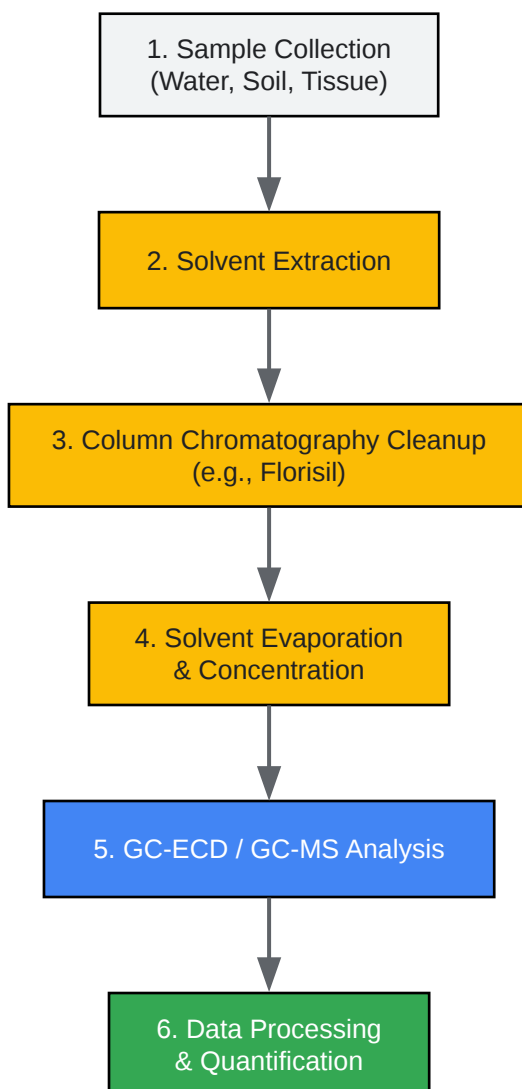 1. Sample Collection
(Water, Soil, Tissue)
2. Solvent Extraction
3. Column Chromatography Cleanup
(e.g., Florisil)
4. Solvent Evaporation
& Concentration
5. GC-ECD / GC-MS Analysis
6. Data Processing
& Quantification